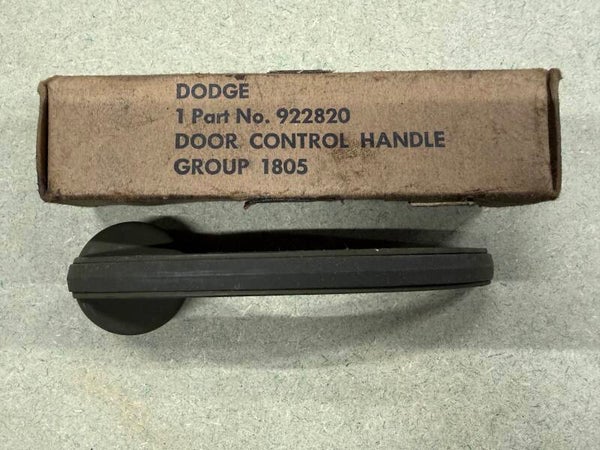 DODGE
1 Part No. 922820
DOOR CONTROL HANDLE
GROUP 1805